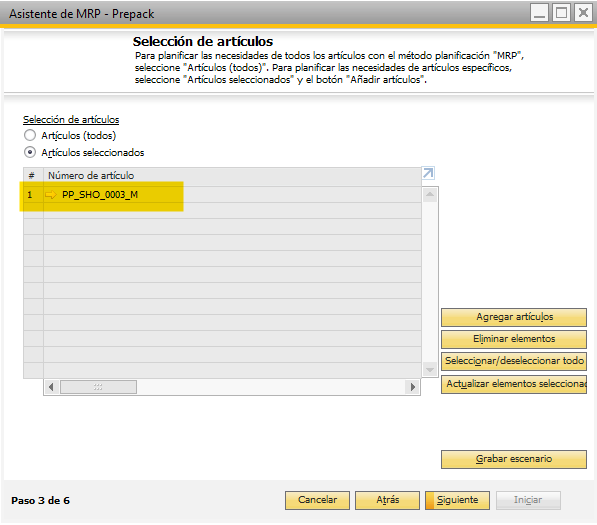 Asistente de MRP - Prepack
Selección de artículos
Para planificar las necesidades de todos los artículos con el método planificación "MRP",
seleccione "Artículos (todos)". Para planificar las necesidades de artículos específicos,
seleccione "Artículos seleccionados" y el botón "Añadir artículos".
Selección de artículos
Artículos (todos)
Artículos seleccionados
# Número de artículo
1 PP_SHO_0003_M
Agregar artículos
Eliminar elementos
Seleccionar/deseleccionar todo
Actualizar elementos seleccionad
Grabar escenario
Paso 3 de 6
Cancelar Atrás Siguiente Iniciar